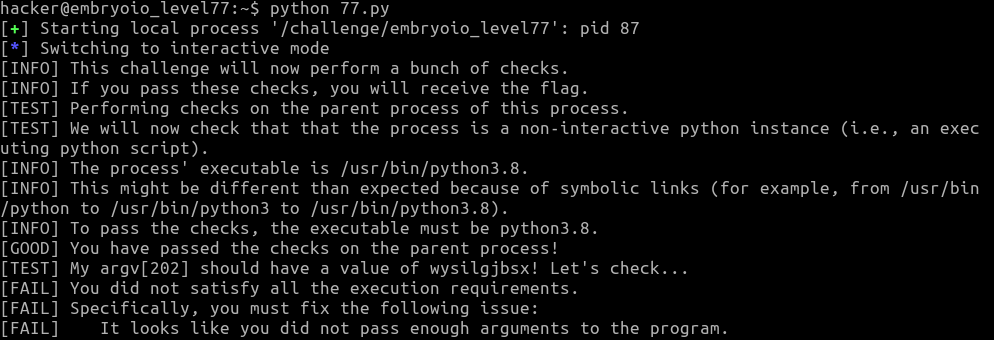 hacker@embryoio_level77:~$ python 77.py
[+] Starting local process '/challenge/embryoio_level77': pid 87
[*] Switching to interactive mode
[INFO] This challenge will now perform a bunch of checks.
[INFO] If you pass these checks, you will receive the flag.
[TEST] Performing checks on the parent process of this process.
[TEST] We will now check that that the process is a non-interactive python instance (i.e., an exec
uting python script).
[INFO] The process' executable is /usr/bin/python3.8.
[INFO] This might be different than expected because of symbolic links (for example, from /usr/bin
/python to /usr/bin/python3 to /usr/bin/python3.8).
[INFO] To pass the checks, the executable must be python3.8.
[GOOD] You have passed the checks on the parent process!
[TEST] My argv[202] should have a value of wysilgjbsx! Let's check...
[FAIL] You did not satisfy all the execution requirements.
[FAIL] Specifically, you must fix the following issue:
[FAIL]    It looks like you did not pass enough arguments to the program.